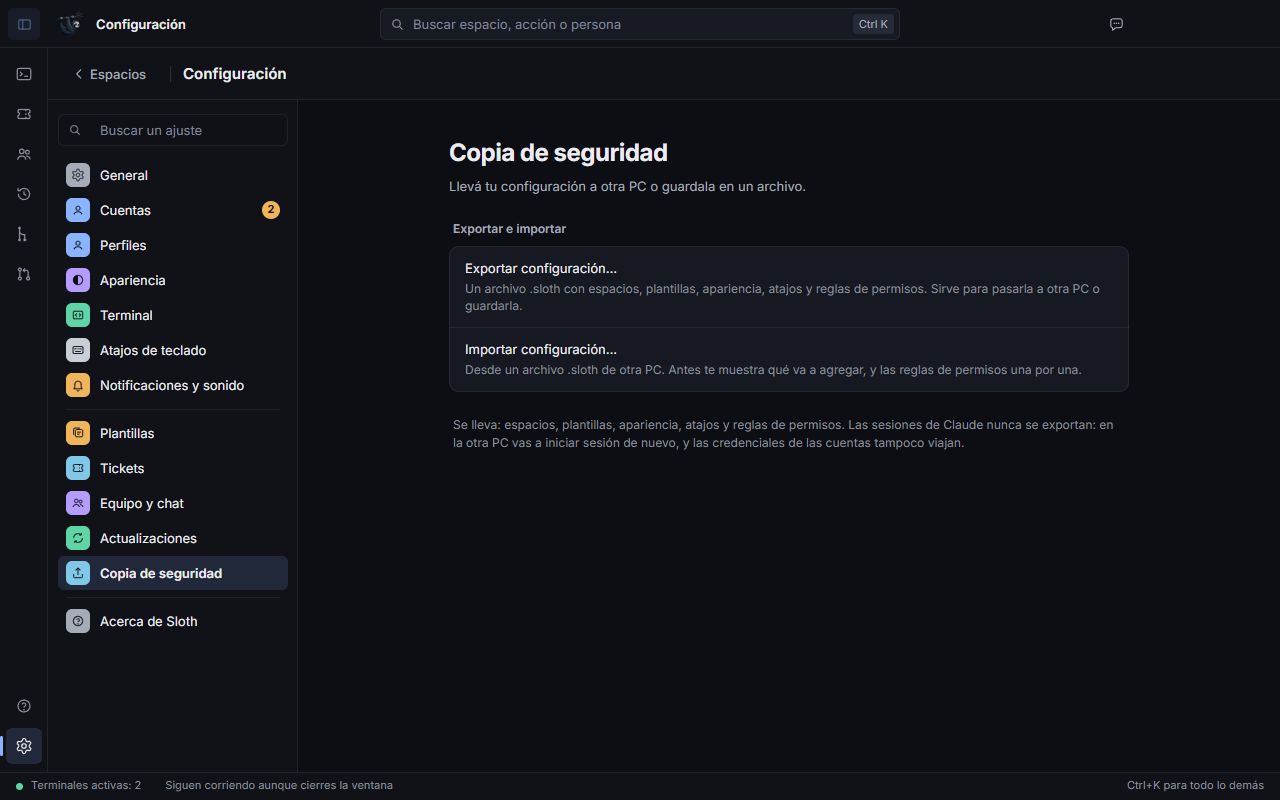 Configuración
Buscar espacio, acción o persona
Ctrl K
Espacios
Configuración
Buscar un ajuste
General
Cuentas
2
Perfiles
Apariencia
Terminal
Atajos de teclado
Notificaciones y sonido
Plantillas
Tickets
Equipo y chat
Actualizaciones
Copia de seguridad
Acerca de Sloth
Copia de seguridad
Llevá tu configuración a otra PC o guardala en un archivo.
Exportar e importar
Exportar configuración...
Un archivo .sloth con espacios, plantillas, apariencia, atajos y reglas de permisos. Sirve para pasarla a otra PC o
guardarla.
Importar configuración...
Desde un archivo .sloth de otra PC. Antes te muestra qué va a agregar, y las reglas de permisos una por una.
Se lleva: espacios, plantillas, apariencia, atajos y reglas de permisos. Las sesiones de Claude nunca se exportan: en
la otra PC vas a iniciar sesión de nuevo, y las credenciales de las cuentas tampoco viajan.
Terminales activas: 2
Siguen corriendo aunque cierres la ventana
Ctrl+K para todo lo demás